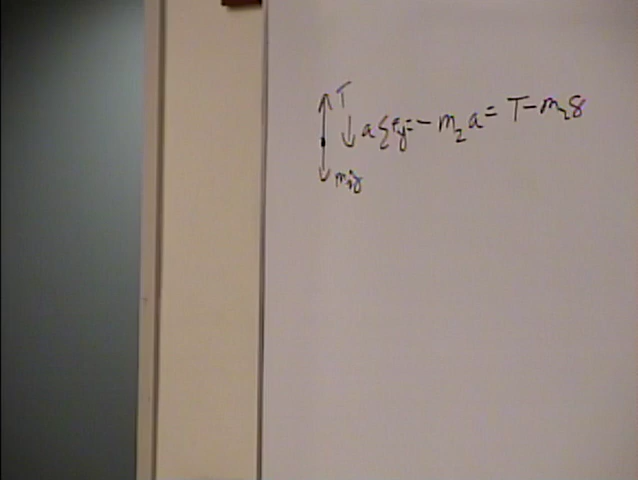 T
a ΣFy = -m₂a = T-m₂g
m₂g